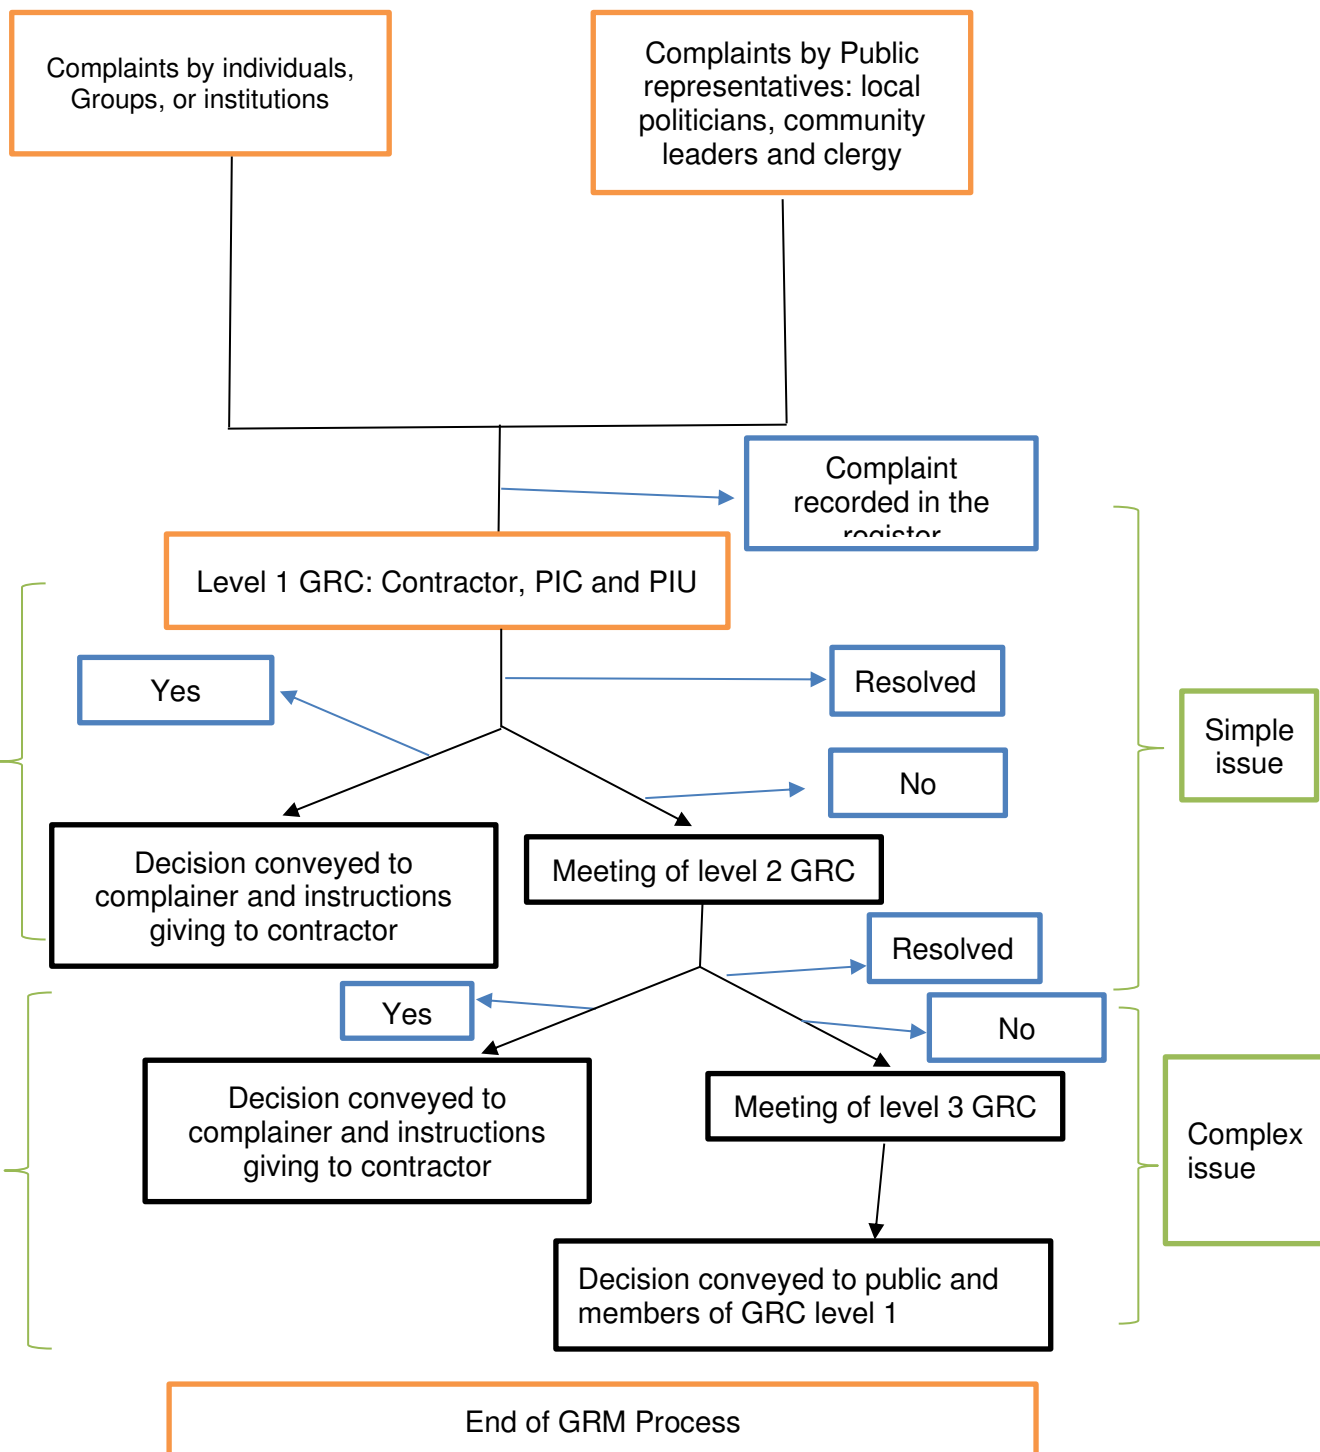 Complaints by individuals,
Groups, or institutions
Complaints by Public
representatives: local
politicians, community
leaders and clergy
Complaint
recorded in the
register
Level 1 GRC: Contractor, PIC and PIU
Yes
Resolved
No
Simple
issue
Decision conveyed to
complainer and instructions
giving to contractor
Meeting of level 2 GRC
Resolved
Yes
No
Decision conveyed to
complainer and instructions
giving to contractor
Meeting of level 3 GRC
Complex
issue
Decision conveyed to public and
members of GRC level 1
End of GRM Process